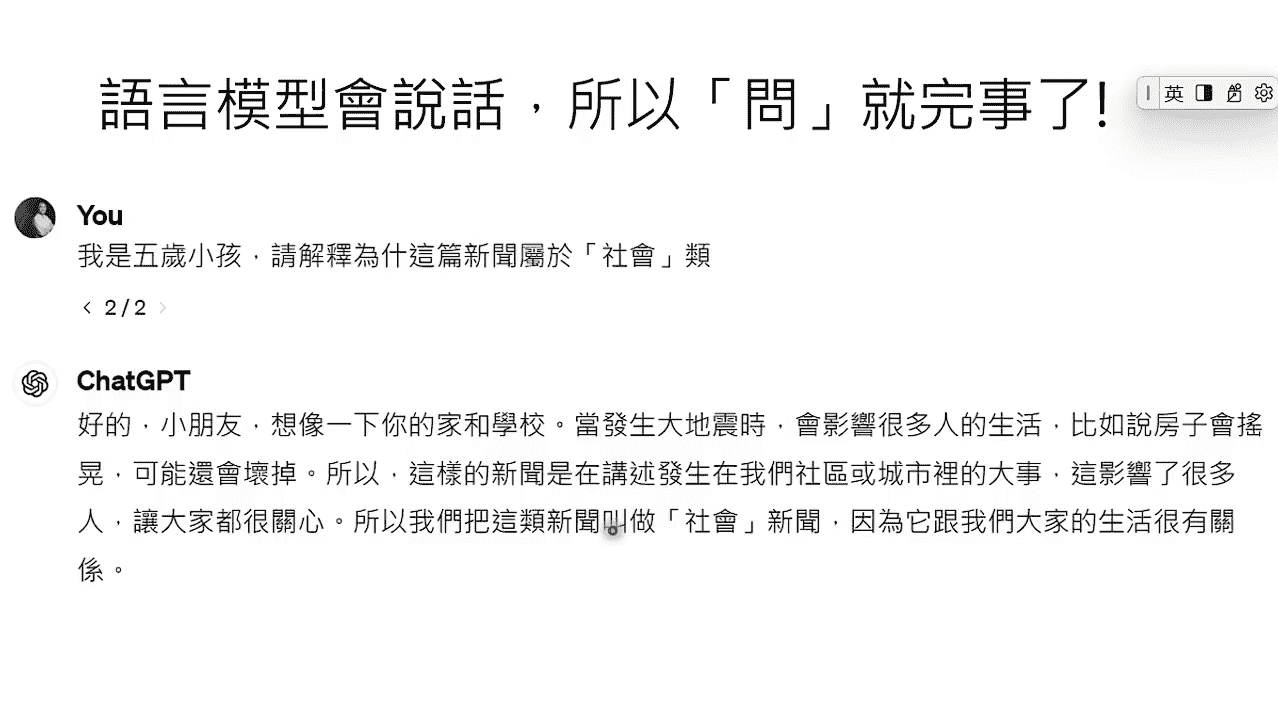 語言模型會說話，所以「問」就完事了!
英
You
我是五歲小孩，請解釋為什這篇新聞屬於「社會」類
< 2/2 >
ChatGPT
好的，小朋友，想像一下你的家和學校。當發生大地震時，會影響很多人的生活，比如說房子會搖
晃，可能還會壞掉。所以，這樣的新聞是在講述發生在我們社區或城市裡的大事，這影響了很多
人，讓大家都很關心。所以我們把這類新聞叫做「社會」新聞，因為它跟我們大家的生活很有關
係。